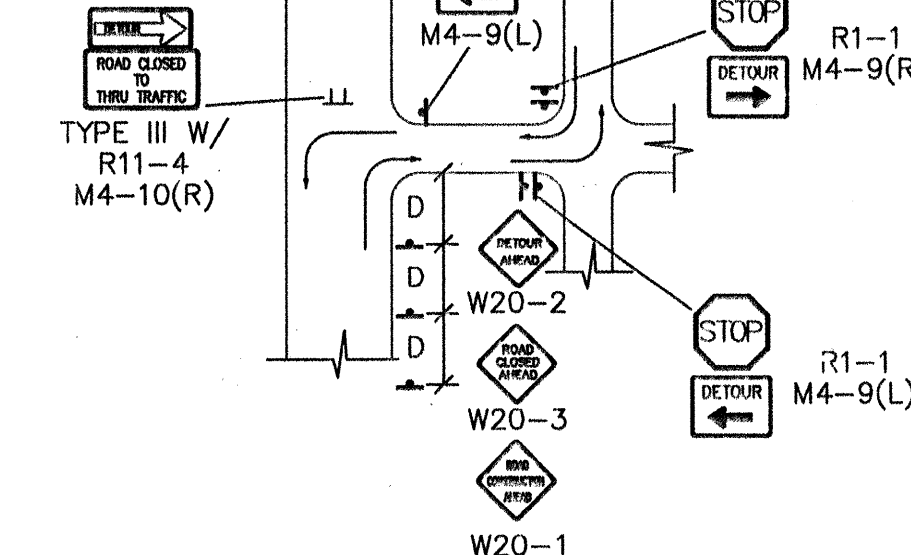 DETOUR
ROAD CLOSED
TO
THRU TRAFFIC
TYPE III W/
R11-4
M4-10(R)
M4-9(L)
STOP
DETOUR
R1-1
M4-9(R
D
D
D
DETOUR
AHEAD
W20-2
ROAD
CLOSED
AHEAD
W20-3
ROAD
CONSTRUCTION
AHEAD
W20-1
STOP
DETOUR
R1-1
M4-9(L)